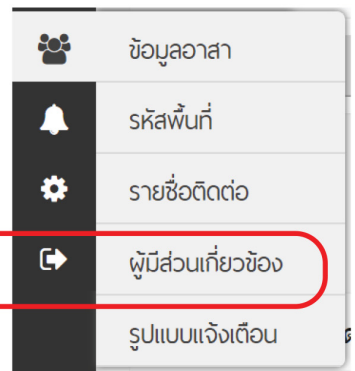 ข้อมูลอาสา
รหัสพื้นที่
รายชื่อติดต่อ
ผู้มีส่วนเกี่ยวข้อง
รูปแบบแจ้งเตือน